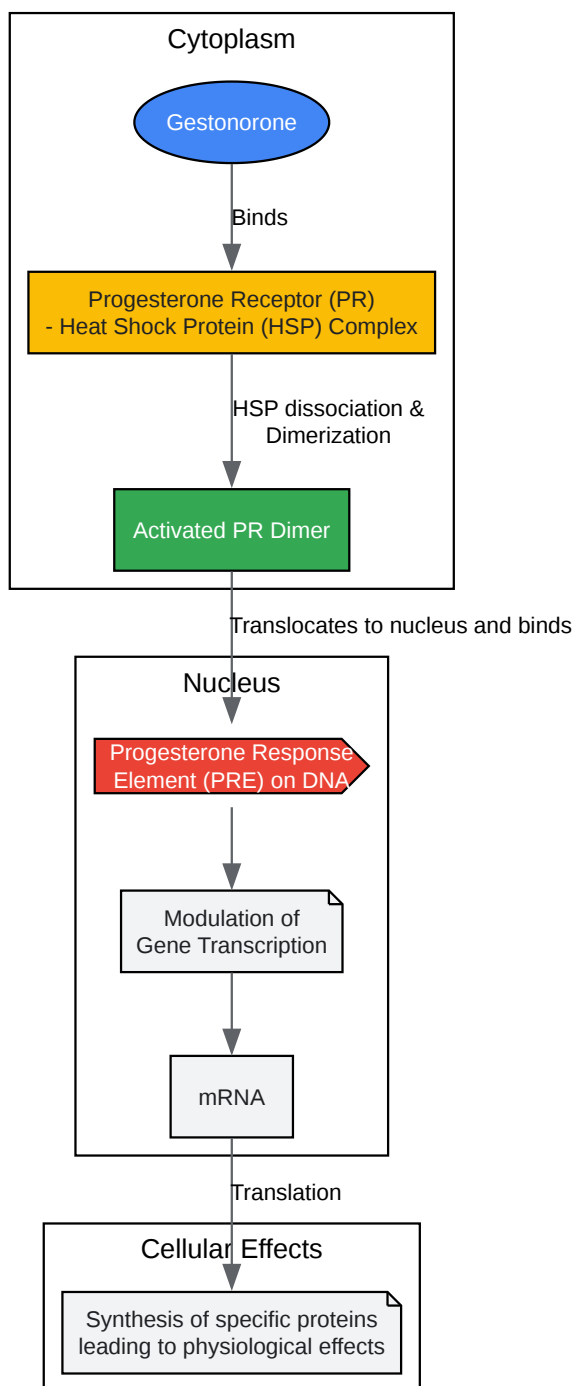 Cytoplasm
Gestonorone
Binds
Progesterone Receptor (PR)
- Heat Shock Protein (HSP) Complex
HSP dissociation &
Dimerization
Activated PR Dimer
Translocates to nucleus and binds
Nucleus
Progesterone Response
Element (PRE) on DNA
Modulation of
Gene Transcription
mRNA
Translation
Cellular Effects
Synthesis of specific proteins
leading to physiological effects